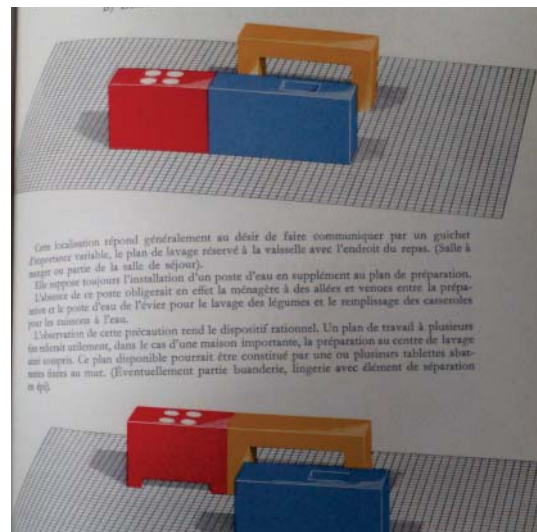 Cette localisation répond généralement au désir de faire communiquer par un guichet
d'importance variable, le plan de lavage réservé à la vaisselle avec l'endroit du repas. (Salle à
manger ou partie de la salle de séjour).
Elle suppose toujours l'installation d'un poste d'eau en supplément au plan de préparation.
L'absence de ce poste obligerait en effet la ménagère à des allées et venues entre la prépa-
ration et le poste d'eau de l'évier pour le lavage des légumes et le remplissage des casseroles
pour les cuissons à l'eau.
L'observation de cette précaution rend le dispositif rationnel. Un plan de travail à plusieurs
fins relierait utilement, dans le cas d'une maison importante, la préparation au centre de lavage
ainsi compris. Ce plan disponible pourrait être constitué par une ou plusieurs tablettes abat-
tantes fixées au mur. (Éventuellement partie buanderie, lingerie avec élément de séparation
en épi).